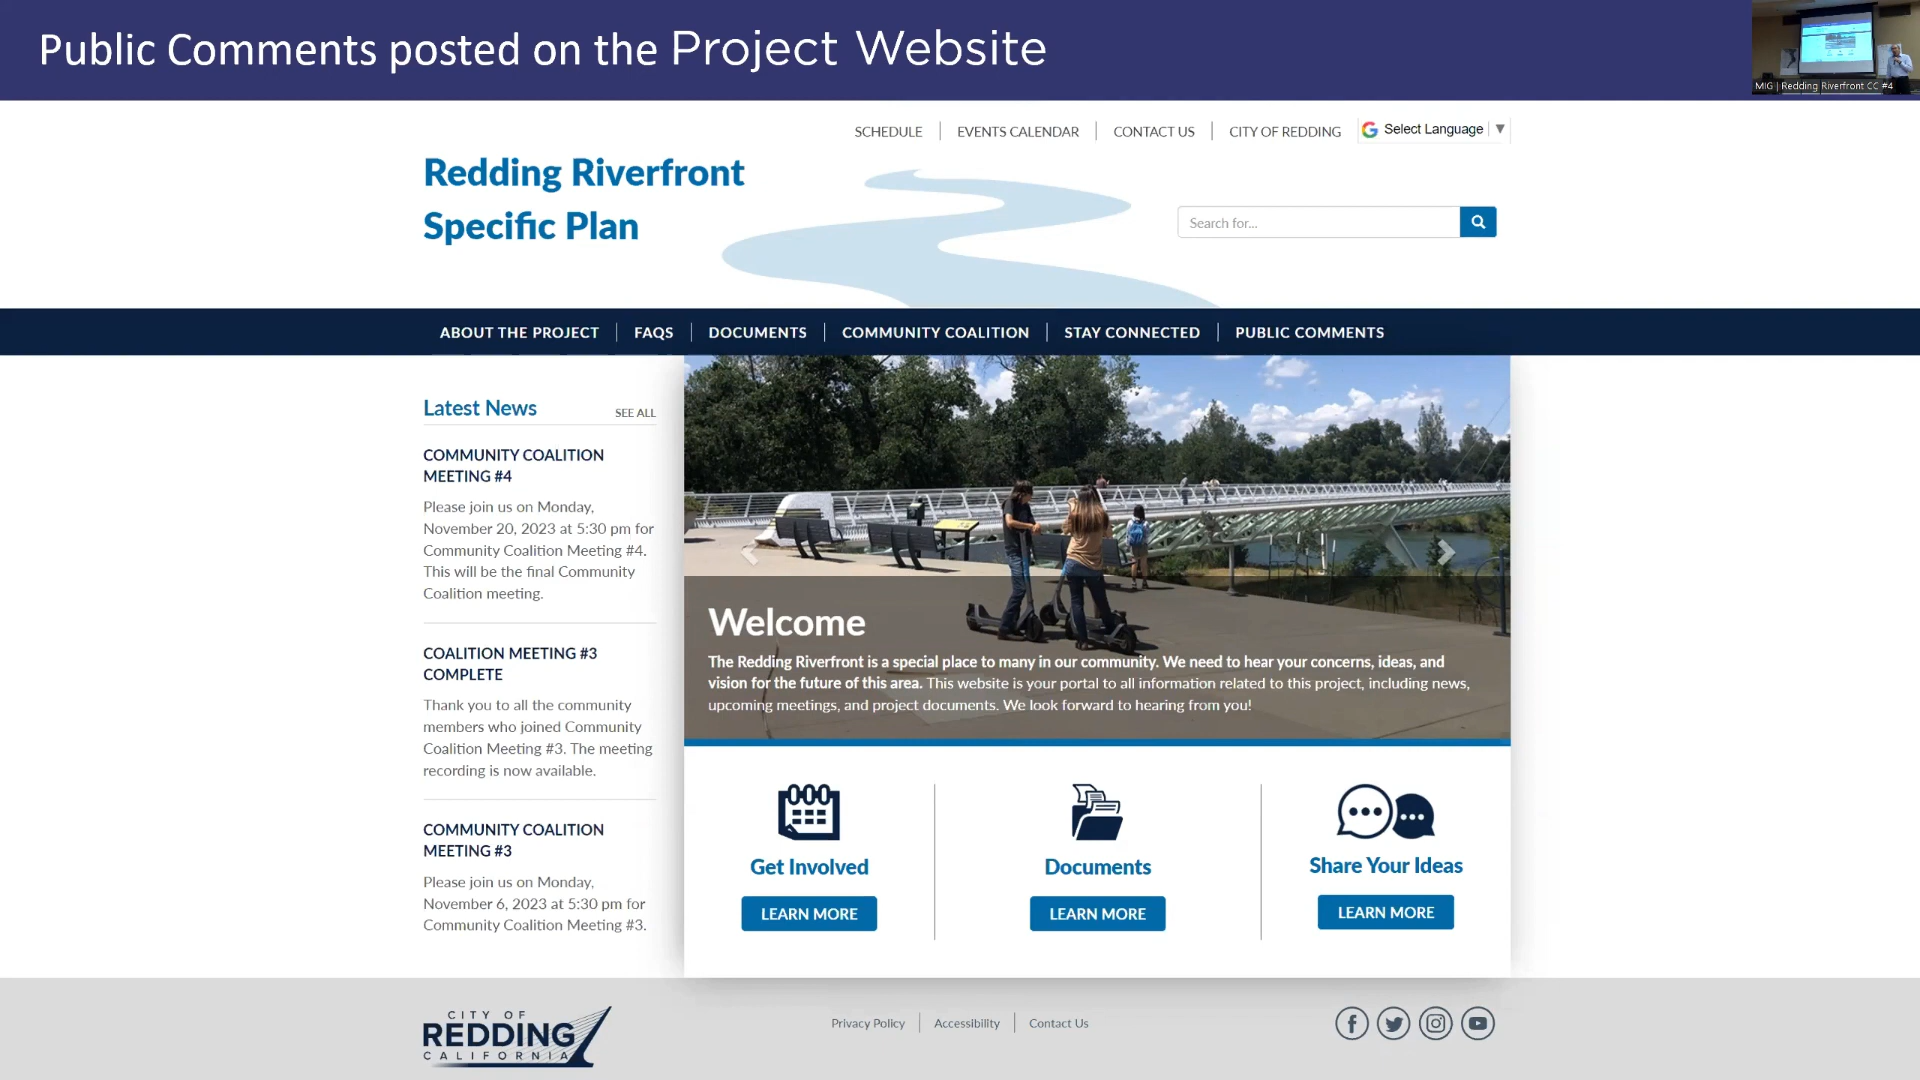 Public Comments posted on the Project Website
MIG | Redding Riverfront CC #4
SCHEDULE
EVENTS CALENDAR
CONTACT US
CITY OF REDDING
Select Language ▼
Redding Riverfront
Specific Plan
Search for...
ABOUT THE PROJECT
FAQS
DOCUMENTS
COMMUNITY COALITION
STAY CONNECTED
PUBLIC COMMENTS
Latest News
SEE ALL
COMMUNITY COALITION
MEETING #4
Please join us on Monday,
November 20, 2023 at 5:30 pm for
Community Coalition Meeting #4.
This will be the final Community
Coalition meeting.
COALITION MEETING #3
COMPLETE
Thank you to all the community
members who joined Community
Coalition Meeting #3. The meeting
recording is now available.
COMMUNITY COALITION
MEETING #3
Please join us on Monday,
November 6, 2023 at 5:30 pm for
Community Coalition Meeting #3.
Welcome
The Redding Riverfront is a special place to many in our community. We need to hear your concerns, ideas, and
vision for the future of this area. This website is your portal to all information related to this project, including news,
upcoming meetings, and project documents. We look forward to hearing from you!
Get Involved
LEARN MORE
Documents
LEARN MORE
Share Your Ideas
LEARN MORE
CITY OF
REDDING
CALIFORNIA
Privacy Policy
Accessibility
Contact Us